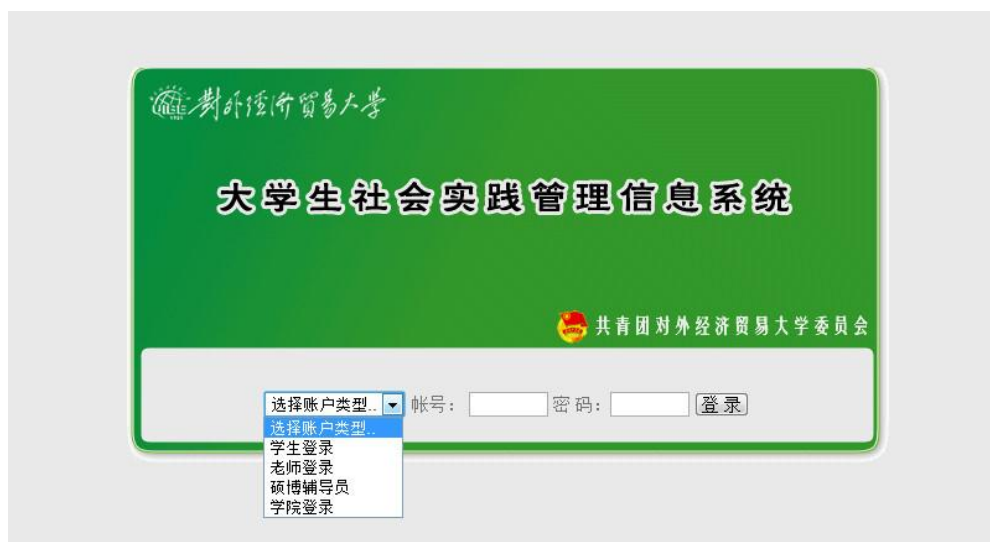 對外經濟貿易大学
大学生社会实践管理信息系统
共青团对外经济贸易大学委员会
选择账户类型.. 帐号： 密码： 登录
选择账户类型..
学生登录
老师登录
硕博辅导员
学院登录